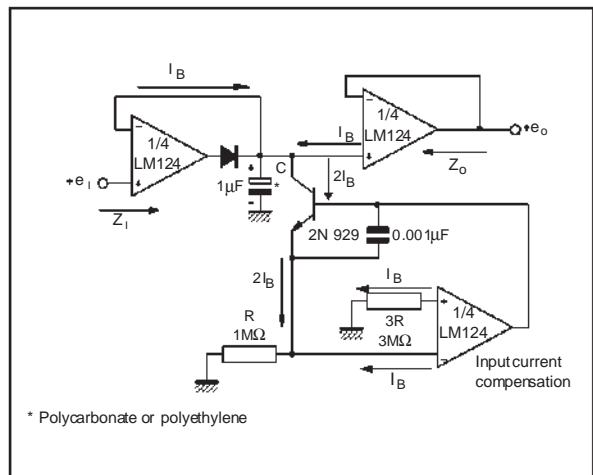 I B
1/4
LM124
+e I
Z I
1µF
*
C
I B
2I B
1/4
LM124
+e o
Z o
2N 929
0.001µF
2I B
I B
R
1MΩ
3R
3MΩ
I B
1/4
LM124
Input current
compensation
* Polycarbonate or polyethylene